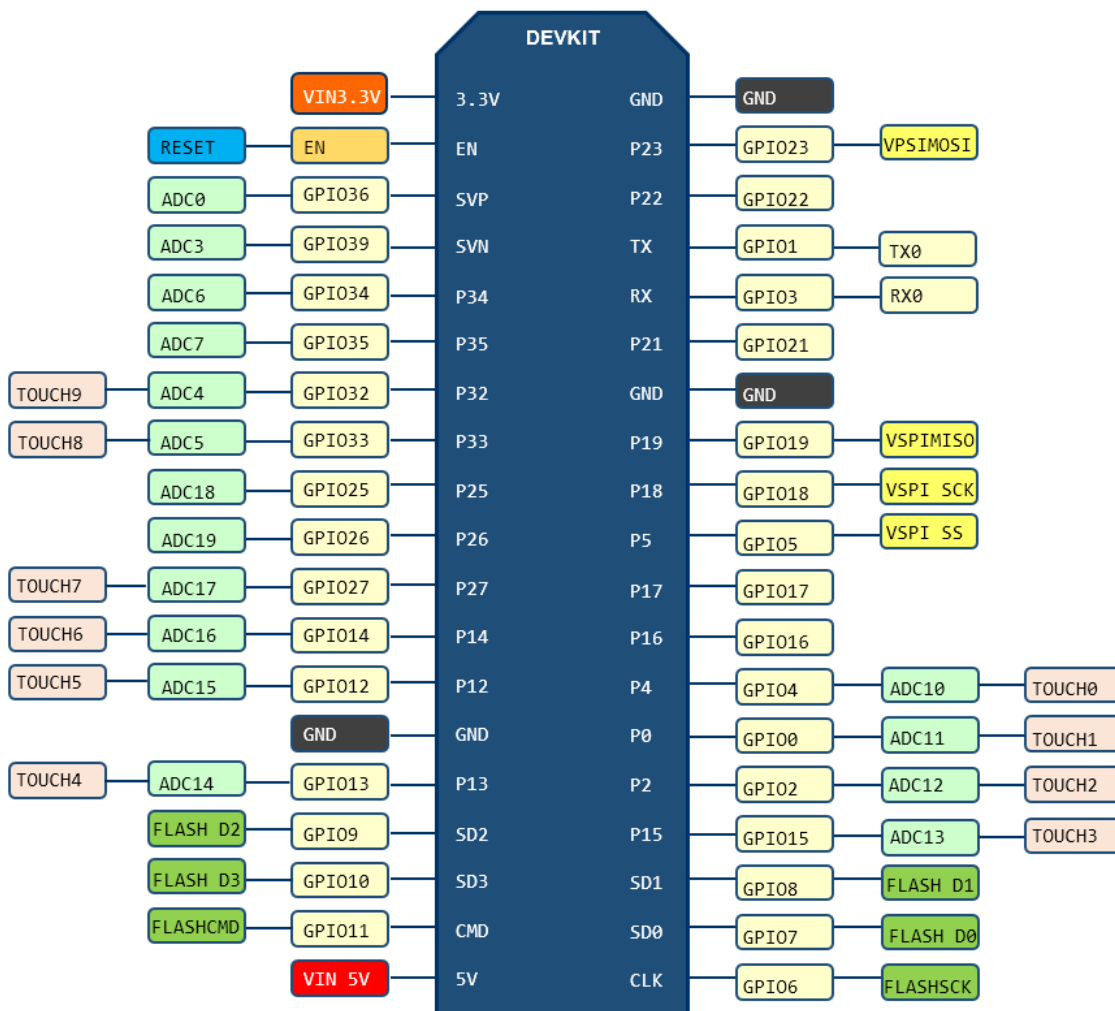 DEVKIT
VIN3.3V 3.3V GND GND
RESET EN EN P23 GPIO23 VPSIMOSI
ADC0 GPIO36 SVP P22 GPIO22
ADC3 GPIO39 SVN TX GPIO1 TX0
ADC6 GPIO34 P34 RX GPIO3 RX0
ADC7 GPIO35 P35 P21 GPIO21
TOUCH9 ADC4 GPIO32 P32 GND GND
TOUCH8 ADC5 GPIO33 P33 P19 GPIO19 VSPIMISO
ADC18 GPIO25 P25 P18 GPIO18 VSPI SCK
ADC19 GPIO26 P26 P5 GPIO5 VSPI SS
TOUCH7 ADC17 GPIO27 P27 P17 GPIO17
TOUCH6 ADC16 GPIO14 P14 P16 GPIO16
TOUCH5 ADC15 GPIO12 P12 P4 GPIO4 ADC10 TOUCH0
GND GND P0 GPIO0 ADC11 TOUCH1
TOUCH4 ADC14 GPIO13 P13 P2 GPIO2 ADC12 TOUCH2
FLASH D2 GPIO9 SD2 P15 GPIO15 ADC13 TOUCH3
FLASH D3 GPIO10 SD3 SD1 GPIO8 FLASH D1
FLASHCMD GPIO11 CMD SD0 GPIO7 FLASH D0
VIN 5V 5V CLK GPIO6 FLASHSCK